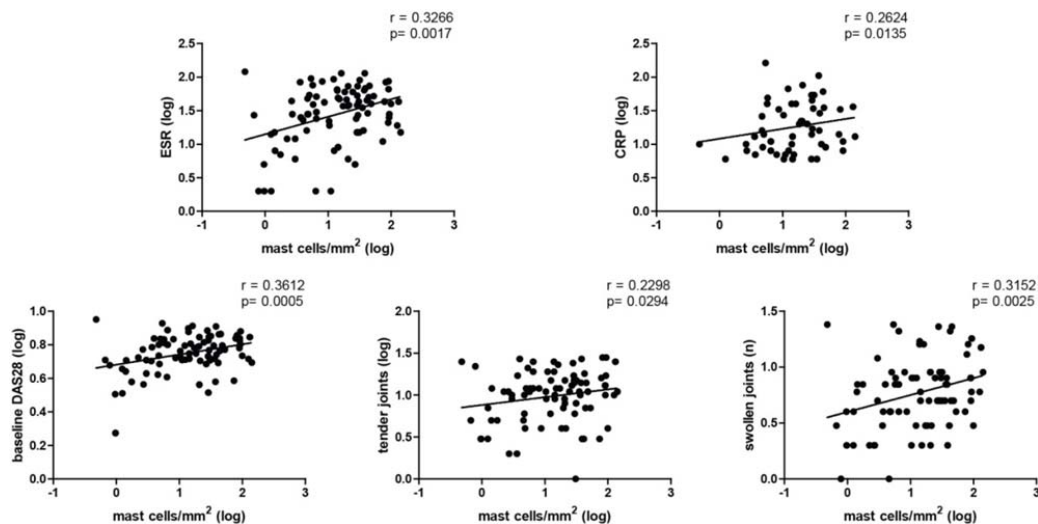 r = 0.3266
p= 0.0017
2.5
2.0
1.5
1.0
0.5
0.0
ESR (log)
-1
0
1
2
3
mast cells/mm² (log)
r = 0.2624
p= 0.0135
2.5
2.0
1.5
1.0
0.5
0.0
CRP (log)
-1
0
1
2
3
mast cells/mm² (log)
r = 0.3612
p= 0.0005
1.0
0.8
0.6
0.4
0.2
0.0
baseline DAS28 (log)
-1
0
1
2
3
mast cells/mm² (log)
r = 0.2298
p= 0.0294
2.0
1.5
1.0
0.5
0.0
tender joints (log)
-1
0
1
2
3
mast cells/mm² (log)
r = 0.3152
p= 0.0025
1.5
1.0
0.5
0.0
swollen joints (n)
-1
0
1
2
3
mast cells/mm² (log)